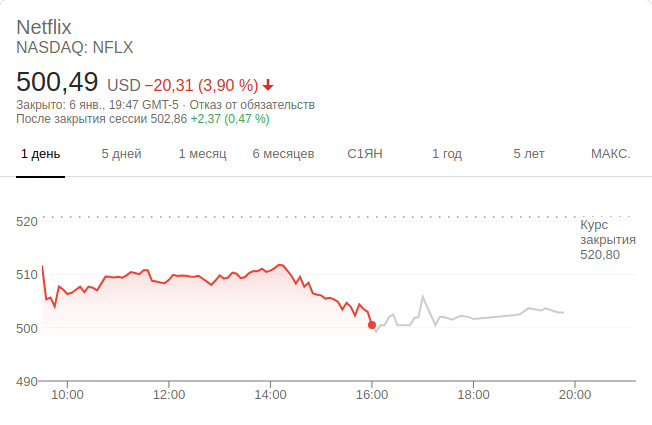 Netflix
NASDAQ: NFLX
500,49 USD −20,31 (3,90 %)
Закрыто: 6 янв., 19:47 GMT-5 · Отказ от обязательств
После закрытия сессии 502,86 +2,37 (0,47 %)
1 день 5 дней 1 месяц 6 месяцев С1ЯН 1 год 5 лет МАКС.
520
Курс
закрытия
520,80
510
500
490
10:00 12:00 14:00 16:00 18:00 20:00